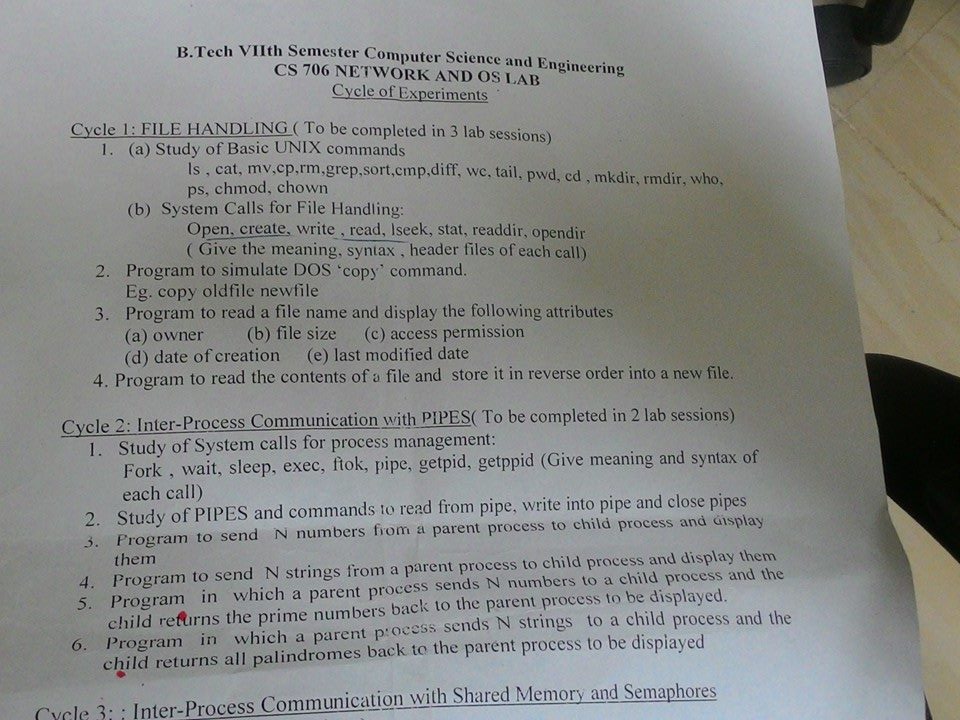 B.Tech VIIth Semester Computer Science and Engineering
CS 706 NETWORK AND OS LAB
Cycle of Experiments
Cycle 1: FILE HANDLING ( To be completed in 3 lab sessions)
1. (a) Study of Basic UNIX commands
ls , cat, mv,cp,rm,grep,sort,cmp,diff, wc, tail, pwd, cd , mkdir, rmdir, who,
ps, chmod, chown
(b) System Calls for File Handling:
Open, create, write , read, lseek, stat, readdir, opendir
( Give the meaning, syntax , header files of each call)
2. Program to simulate DOS ‘copy’ command.
Eg. copy oldfile newfile
3. Program to read a file name and display the following attributes
(a) owner (b) file size (c) access permission
(d) date of creation (e) last modified date
4. Program to read the contents of a file and store it in reverse order into a new file.
Cycle 2: Inter-Process Communication with PIPES( To be completed in 2 lab sessions)
1. Study of System calls for process management:
Fork , wait, sleep, exec, ftok, pipe, getpid, getppid (Give meaning and syntax of
each call)
2. Study of PIPES and commands to read from pipe, write into pipe and close pipes
3. Program to send N numbers from a parent process to child process and display
them
4. Program to send N strings from a parent process to child process and display them
5. Program in which a parent process sends N numbers to a child process and the
child returns the prime numbers back to the parent process to be displayed.
6. Program in which a parent process sends N strings to a child process and the
child returns all palindromes back to the parent process to be displayed
Cycle 3: : Inter-Process Communication with Shared Memory and Semaphores